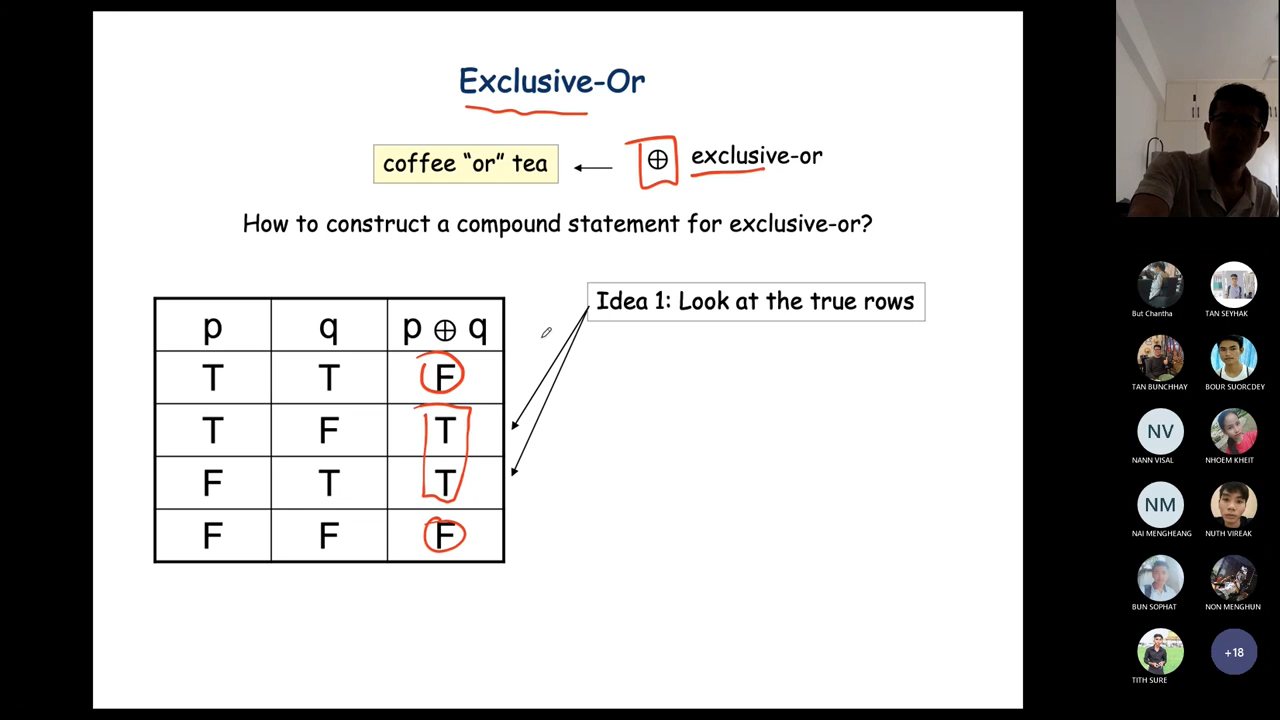 Exclusive-Or
coffee “or” tea
⊕ exclusive-or
How to construct a compound statement for exclusive-or?
Idea 1: Look at the true rows
p q p ⊕ q
T T F
T F T
F T T
F F F
But Chantha TAN SEYHAK
TAN BUNCHHAY BOUR SUORCDEY
NV
NANN VISAL NHOEM KHEIT
NM
NAI MENGHEANG NUTH VIREAK
BUN SOPHAT NON MENGHUN
TITH SURE
+18